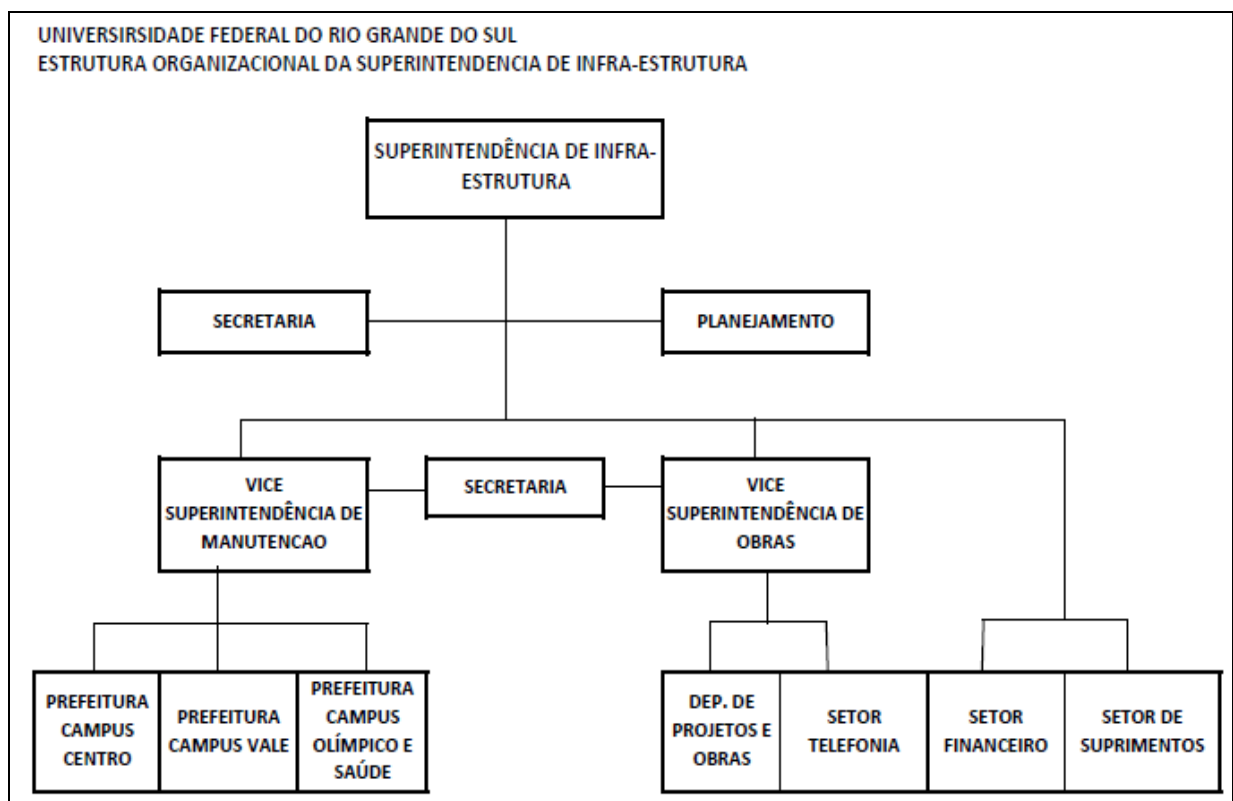 UNIVERSIRSIDADE FEDERAL DO RIO GRANDE DO SUL
ESTRUTURA ORGANIZACIONAL DA SUPERINTENDENCIA DE INFRA-ESTRUTURA
SUPERINTENDÊNCIA DE INFRA-
ESTRUTURA
SECRETARIA
PLANEJAMENTO
VICE
SUPERINTENDÊNCIA DE
MANUTENCAO
SECRETARIA
VICE
SUPERINTENDÊNCIA DE
OBRAS
PREFEITURA
CAMPUS
CENTRO
PREFEITURA
CAMPUS VALE
PREFEITURA
CAMPUS
OLÍMPICO E
SAÚDE
DEP. DE
PROJETOS E
OBRAS
SETOR
TELEFONIA
SETOR
FINANCEIRO
SETOR DE
SUPRIMENTOS